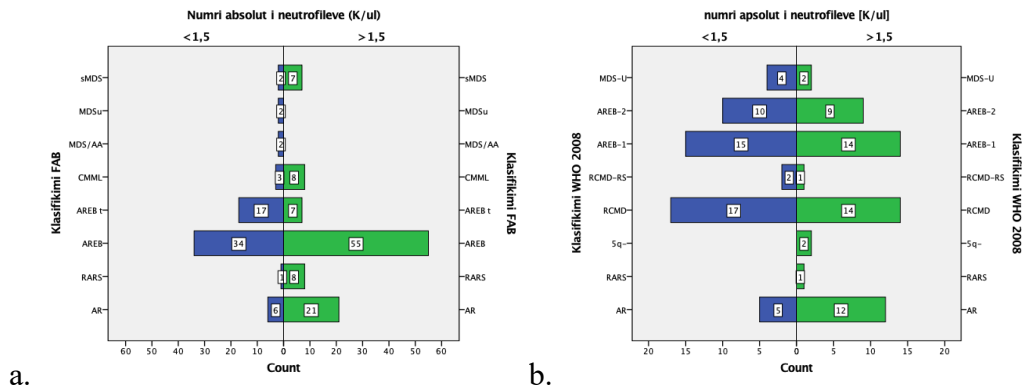 Numri absolut i neutrofileve (K/ul)
<1,5 >1,5
sMDS 2 7 sMDS
MDSu 2 MDSu
MDS/AA 2 MDS/AA
CMML 3 8 CMML
AREB t 17 7 AREB t
AREB 34 55 AREB
RARS 1 8 RARS
AR 6 21 AR
Klasifikimi FAB
Klasifikimi FAB
60 50 40 30 20 10 0 10 20 30 40 50 60
Count
a.
numri apsolut i neutrofileve [K/ul]
<1,5 >1,5
MDS-U 4 2 MDS-U
AREB-2 10 9 AREB-2
AREB-1 15 14 AREB-1
RCMD-RS 2 1 RCMD-RS
RCMD 17 14 RCMD
5q- 2 5q-
RARS 1 RARS
AR 5 12 AR
Klasifikimi WHO 2008
Klasifikimi WHO 2008
20 15 10 5 0 5 10 15 20
Count
b.